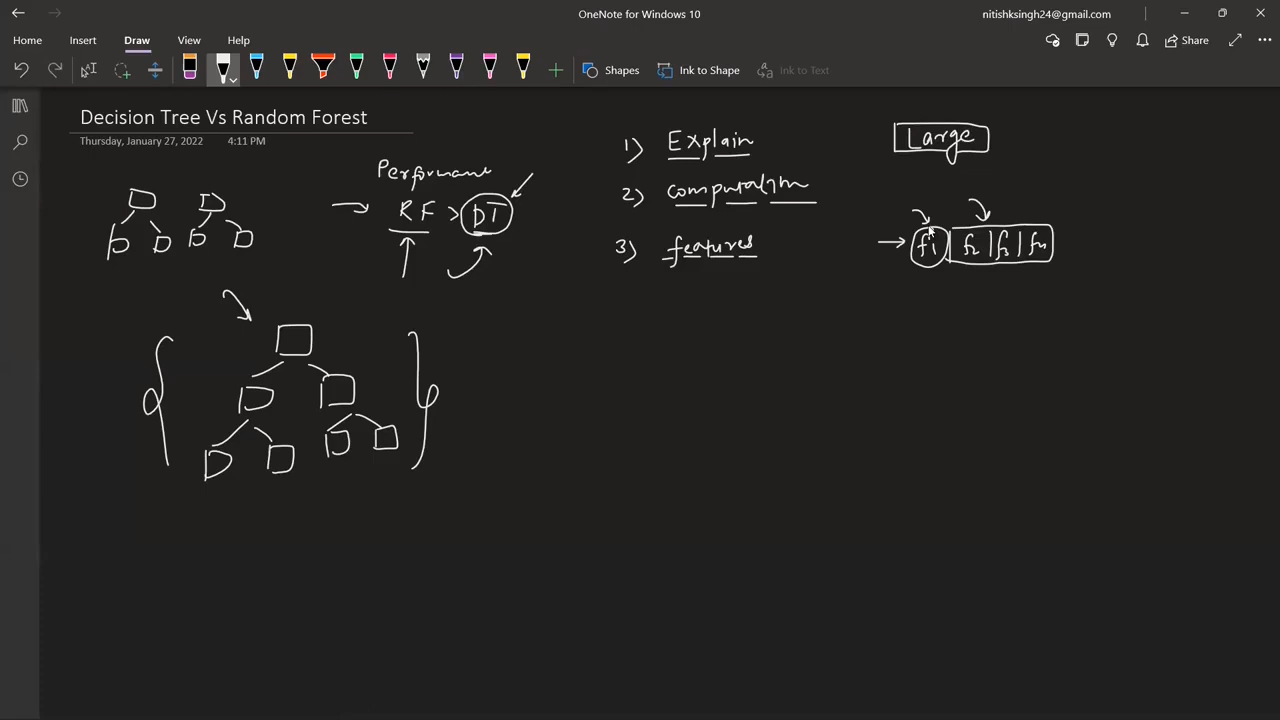 OneNote for Windows 10
nitishksingh24@gmail.com
Home Insert Draw View Help
Shapes Ink to Shape Ink to Text Share
Decision Tree Vs Random Forest
Thursday, January 27, 2022 4:11 PM
Performance
RF > DT
1) Explain
2) computation
3) features
Large
f1 | f2 | f3 | fn